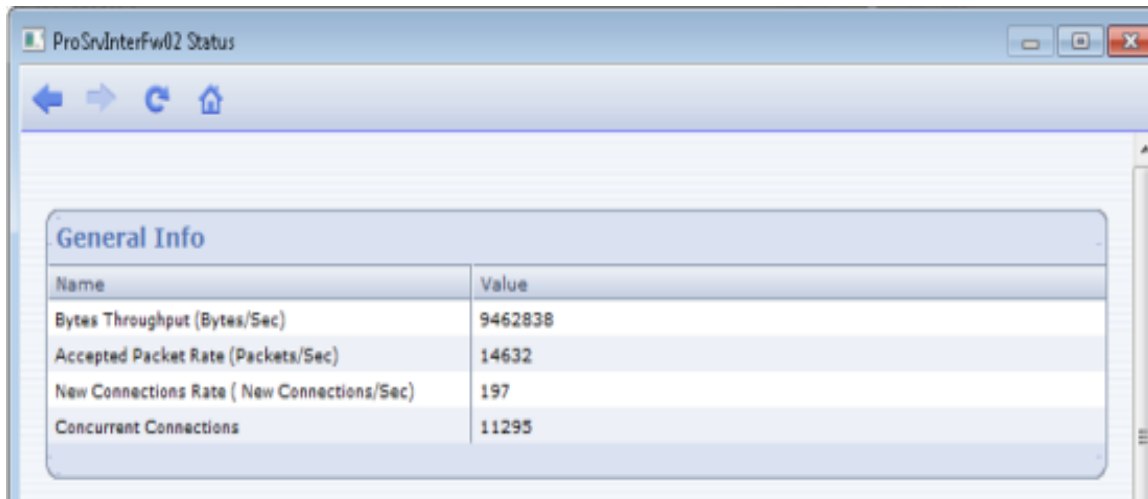 ProSrvInterFw02 Status
General Info
Name Value
Bytes Throughput (Bytes/Sec) 9462838
Accepted Packet Rate (Packets/Sec) 14632
New Connections Rate ( New Connections/Sec) 197
Concurrent Connections 11295